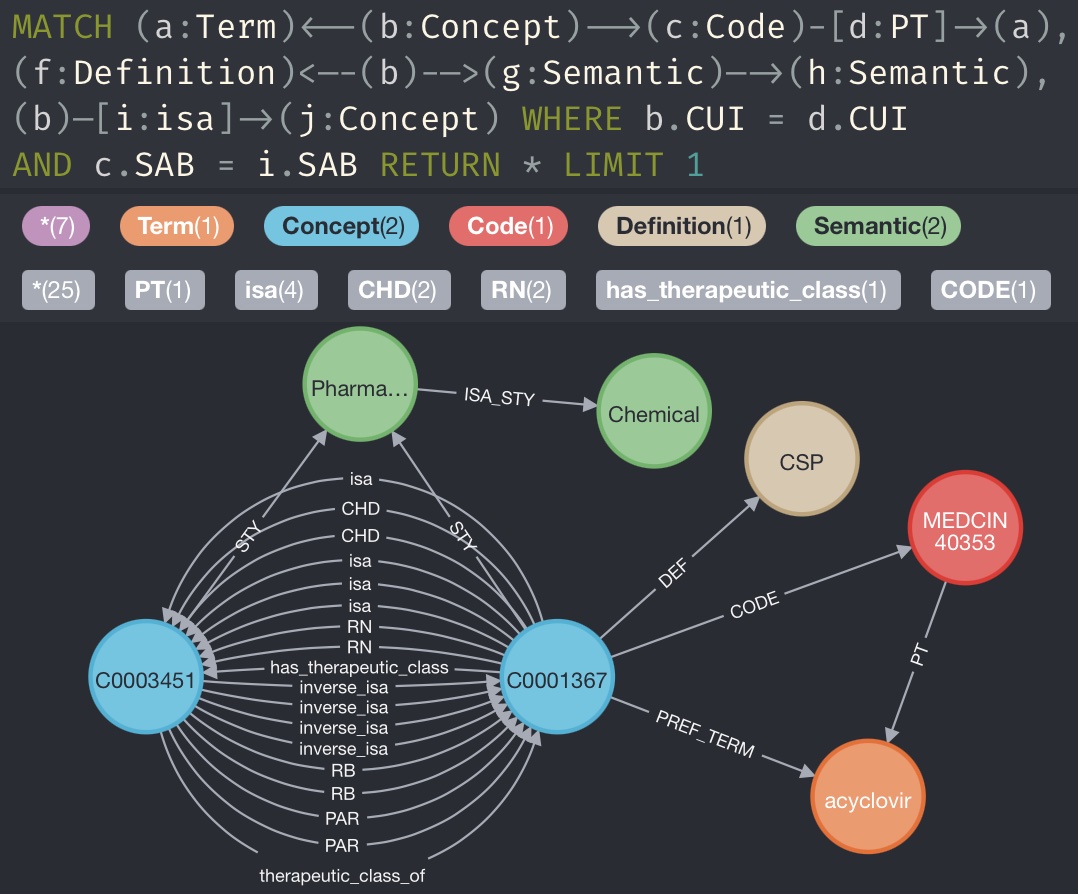 MATCH (a:Term)<——(b:Concept)——>(c:Code)-[d:PT]->(a),
(f:Definition)<--(b)-->(g:Semantic)-->(h:Semantic),
(b)-[i:isa]->(j:Concept) WHERE b.CUI = d.CUI
AND c.SAB = i.SAB RETURN * LIMIT 1
*(7) Term(1) Concept(2) Code(1) Definition(1) Semantic(2)
*(25) PT(1) isa(4) CHD(2) RN(2) has_therapeutic_class(1) CODE(1)
Pharma...
ISA_STY
Chemical
CSP
MEDCIN
40353
STY
STY
isa
CHD
CHD
isa
isa
isa
RN
RN
has_therapeutic_class
inverse_isa
inverse_isa
inverse_isa
inverse_isa
RB
RB
PAR
PAR
therapeutic_class_of
C0003451
C0001367
DEF
CODE
PT
PREF_TERM
acyclovir